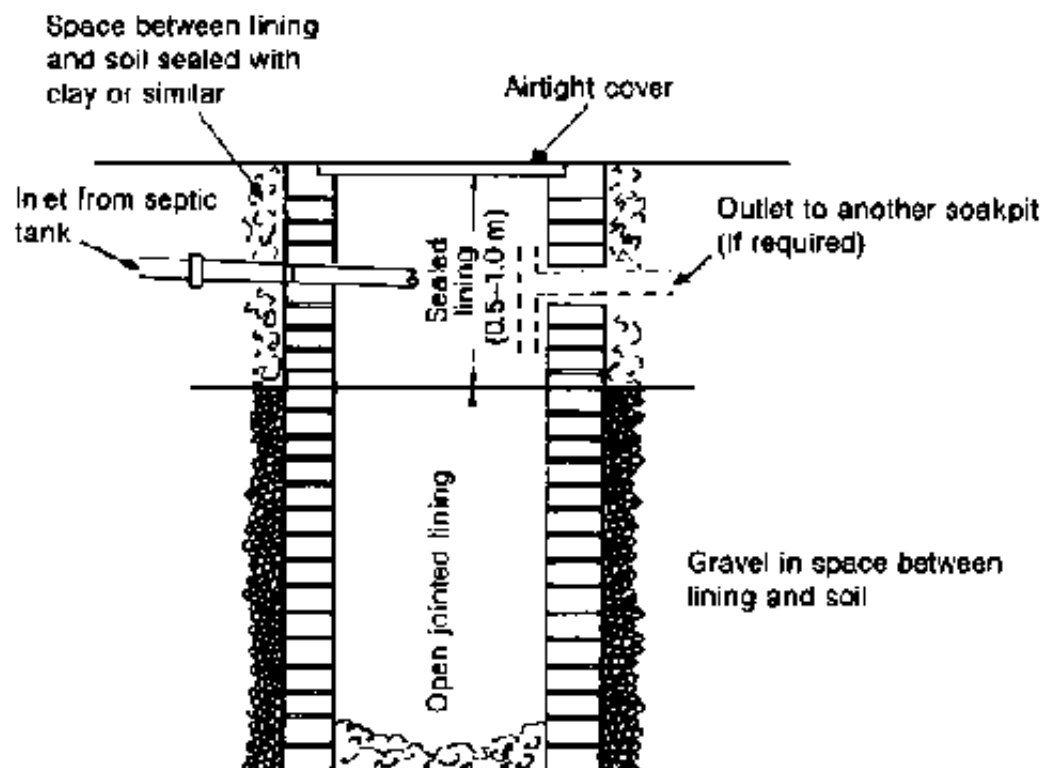 Space between lining
and soil sealed with
clay or similar
Airtight cover
Inlet from septic
tank
Outlet to another soakpit
(if required)
Sealed
lining
(0.5–1.0 m)
Open jointed lining
Gravel in space between
lining and soil